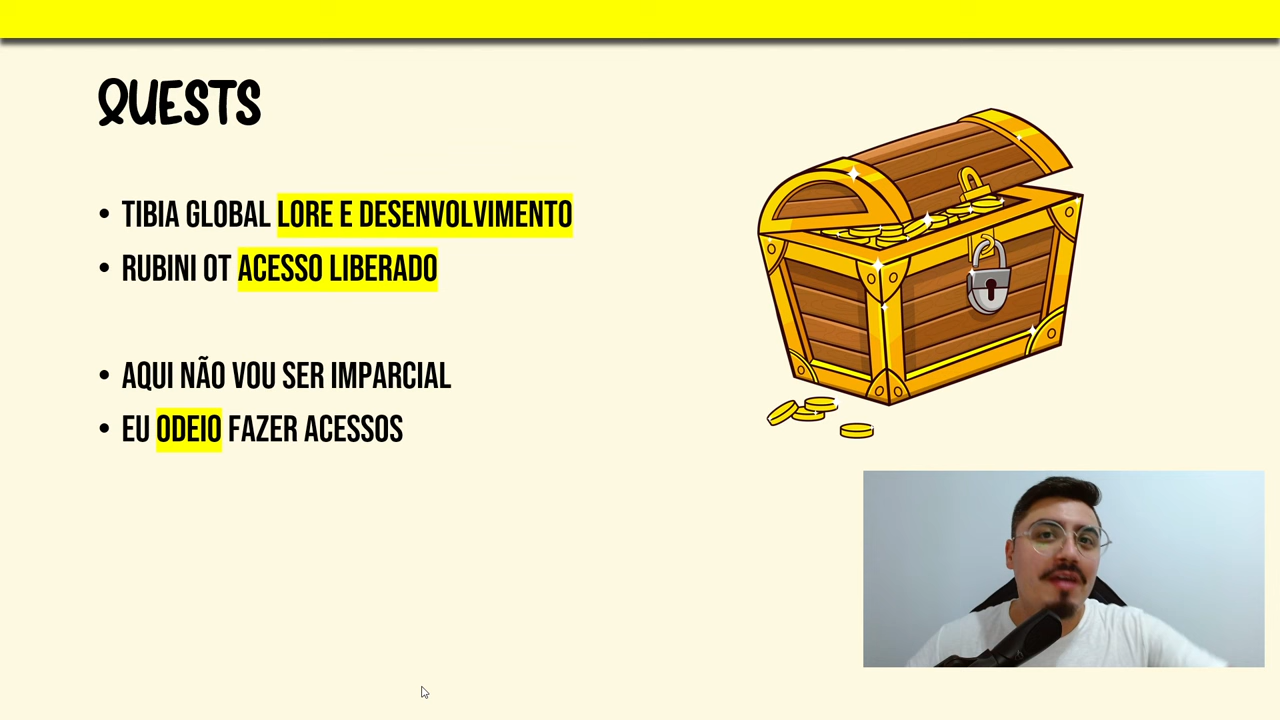 QUESTS
• TIBIA GLOBAL LORE E DESENVOLVIMENTO
• RUBINI OT ACESSO LIBERADO
• AQUI NÃO VOU SER IMPARCIAL
• EU ODEIO FAZER ACESSOS